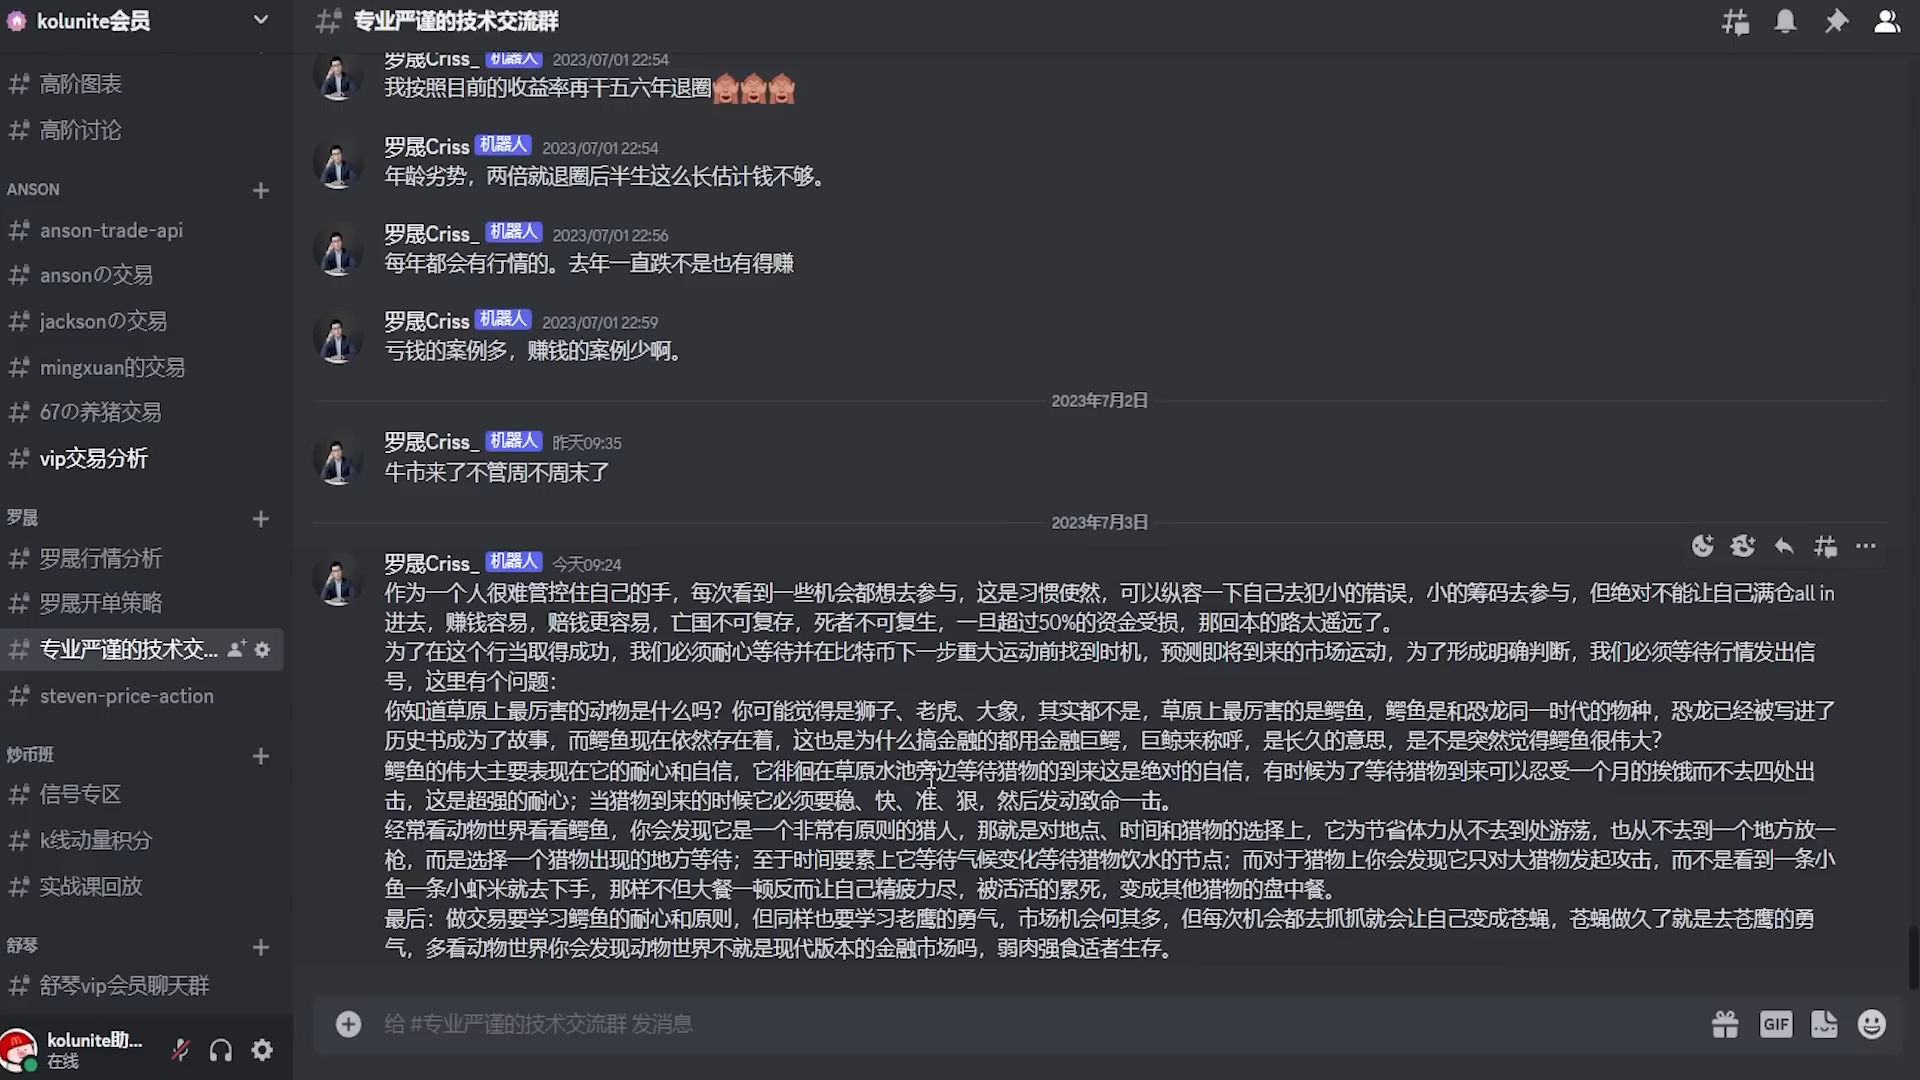 kolunite会员
高阶图表
高阶讨论
ANSON
anson-trade-api
ansonの交易
jacksonの交易
mingxuan的交易
67の养猪交易
vip交易分析
罗晟
罗晟行情分析
罗晟开单策略
专业严谨的技术交...
steven-price-action
炒币班
信号专区
k线动量积分
实战课回放
舒琴
舒琴vip会员聊天群
kolunite助...
在线
专业严谨的技术交流群
罗晟Criss_ 机器人 2023/07/01 22:54
我按照目前的收益率再干五六年退圈
罗晟Criss 机器人 2023/07/01 22:54
年龄劣势，两倍就退圈后半生这么长估计钱不够。
罗晟Criss_ 机器人 2023/07/01 22:56
每年都会有行情的。去年一直跌不是也有得赚
罗晟Criss 机器人 2023/07/01 22:59
亏钱的案例多，赚钱的案例少啊。
2023年7月2日
罗晟Criss_ 机器人 昨天09:35
牛市来了不管周不周末了
2023年7月3日
罗晟Criss_ 机器人 今天09:24
作为一个人很难管控住自己的手，每次看到一些机会都想去参与，这是习惯使然，可以纵容一下自己去犯小的错误，小的筹码去参与，但绝对不能让自己满仓all in
进去，赚钱容易，赔钱更容易，亡国不可复存，死者不可复生，一旦超过50%的资金受损，那回本的路太遥远了。
为了在这个行当取得成功，我们必须耐心等待并在比特币下一步重大运动前找到时机，预测即将到来的市场运动，为了形成明确判断，我们必须等待行情发出信
号，这里有个问题：
你知道草原上最厉害的动物是什么吗？你可能觉得是狮子、老虎、大象，其实都不是，草原上最厉害的是鳄鱼，鳄鱼是和恐龙同一时代的物种，恐龙已经被写进了
历史书成为了故事，而鳄鱼现在依然存在着，这也是为什么搞金融的都用金融巨鳄，巨鲸来称呼，是长久的意思，是不是突然觉得鳄鱼很伟大？
鳄鱼的伟大主要表现在它的耐心和自信，它徘徊在草原水池旁边等待猎物的到来这是绝对的自信，有时候为了等待猎物到来可以忍受一个月的挨饿而不去四处出
击，这是超强的耐心；当猎物到来的时候它必须要稳、快、准、狠，然后发动致命一击。
经常看动物世界看看鳄鱼，你会发现它是一个非常有原则的猎人，那就是对地点、时间和猎物的选择上，它为节省体力从不去到处游荡，也从不去到一个地方放一
枪，而是选择一个猎物出现的地方等待；至于时间要素上它等待气候变化等待猎物饮水的节点；而对于猎物上你会发现它只对大猎物发起攻击，而不是看到一条小
鱼一条小虾米就去下手，那样不但大餐一顿反而让自己精疲力尽，被活活的累死，变成其他猎物的盘中餐。
最后：做交易要学习鳄鱼的耐心和原则，但同样也要学习老鹰的勇气，市场机会何其多，但每次机会都去抓抓就会让自己变成苍蝇，苍蝇做久了就是去苍鹰的勇
气，多看动物世界你会发现动物世界不就是现代版本的金融市场吗，弱肉强食适者生存。
给 #专业严谨的技术交流群 发消息
GIF